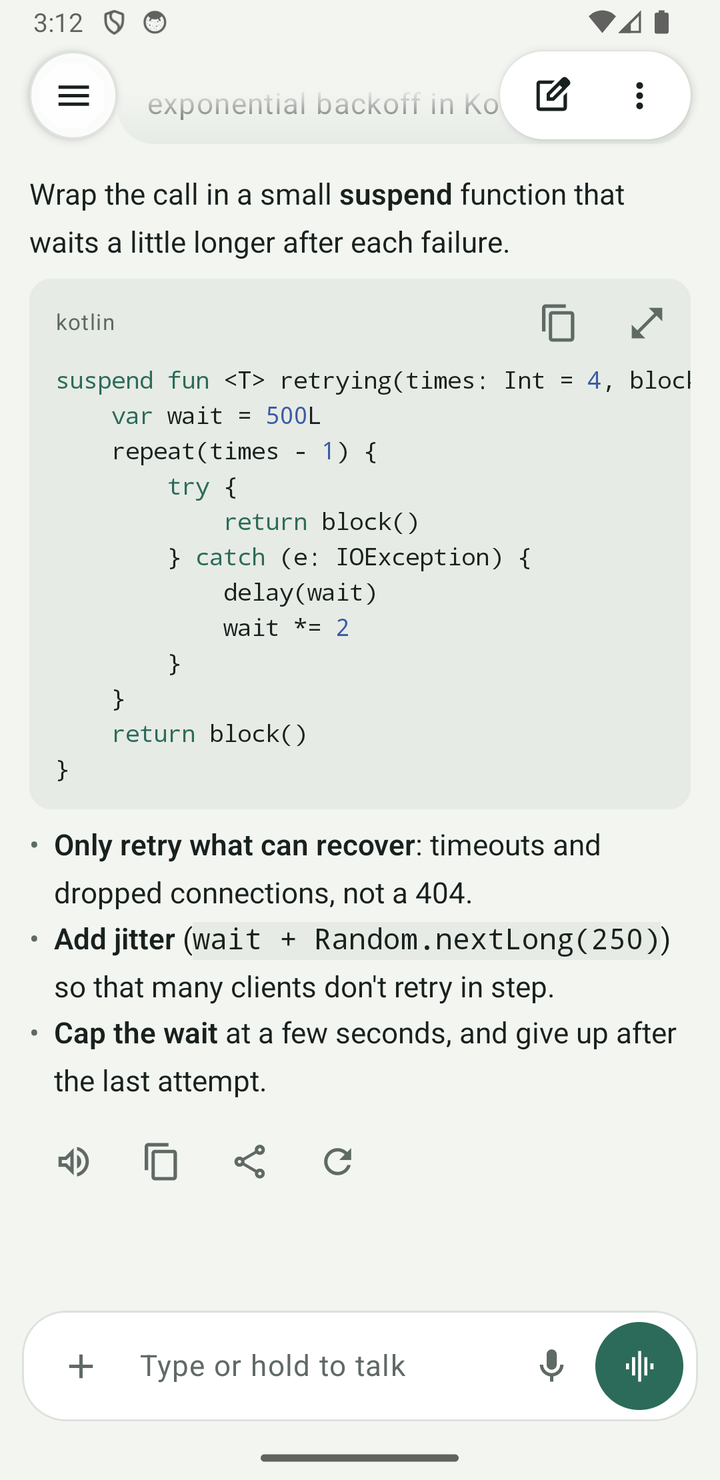 3:12
exponential backoff in Ko
Wrap the call in a small suspend function that
waits a little longer after each failure.
kotlin
suspend fun <T> retrying(times: Int = 4, block
    var wait = 500L
    repeat(times - 1) {
        try {
            return block()
        } catch (e: IOException) {
            delay(wait)
            wait *= 2
        }
    }
    return block()
}
• Only retry what can recover: timeouts and
dropped connections, not a 404.
• Add jitter (wait + Random.nextLong(250))
so that many clients don't retry in step.
• Cap the wait at a few seconds, and give up after
the last attempt.
Type or hold to talk